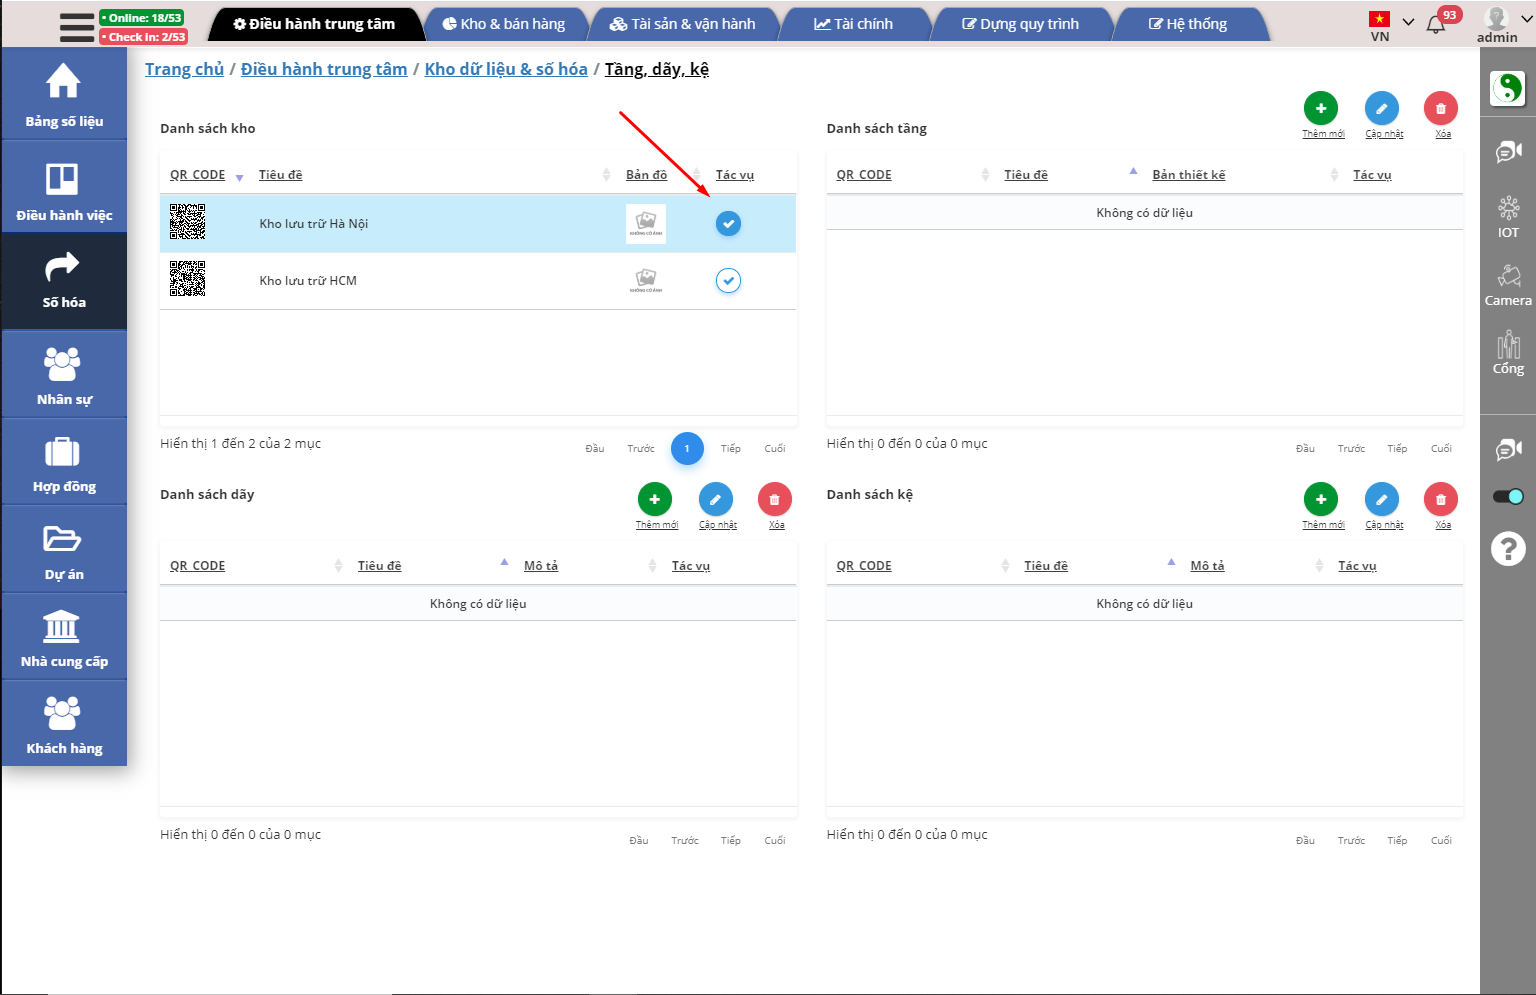 • Online: 18/53
• Check in: 2/53
Điều hành trung tâm
Kho & bán hàng
Tài sản & vận hành
Tài chính
Dựng quy trình
Hệ thống
VN
93
admin
Trang chủ / Điều hành trung tâm / Kho dữ liệu & số hóa / Tầng, dãy, kệ
Bảng số liệu
Điều hành việc
Số hóa
Nhân sự
Hợp đồng
Dự án
Nhà cung cấp
Khách hàng
Danh sách kho
QR CODE Tiêu đề Bản đồ Tác vụ
Kho lưu trữ Hà Nội KHÔNG CÓ ẢNH
Kho lưu trữ HCM KHÔNG CÓ ẢNH
Hiển thị 1 đến 2 của 2 mục
Đầu Trước 1 Tiếp Cuối
Danh sách tầng
Thêm mới Cập nhật Xóa
QR CODE Tiêu đề Bản thiết kế Tác vụ
Không có dữ liệu
Hiển thị 0 đến 0 của 0 mục
Đầu Trước Tiếp Cuối
Danh sách dãy
Thêm mới Cập nhật Xóa
QR CODE Tiêu đề Mô tả Tác vụ
Không có dữ liệu
Hiển thị 0 đến 0 của 0 mục
Đầu Trước Tiếp Cuối
Danh sách kệ
Thêm mới Cập nhật Xóa
QR CODE Tiêu đề Mô tả Tác vụ
Không có dữ liệu
Hiển thị 0 đến 0 của 0 mục
Đầu Trước Tiếp Cuối
IOT
Camera
Cổng